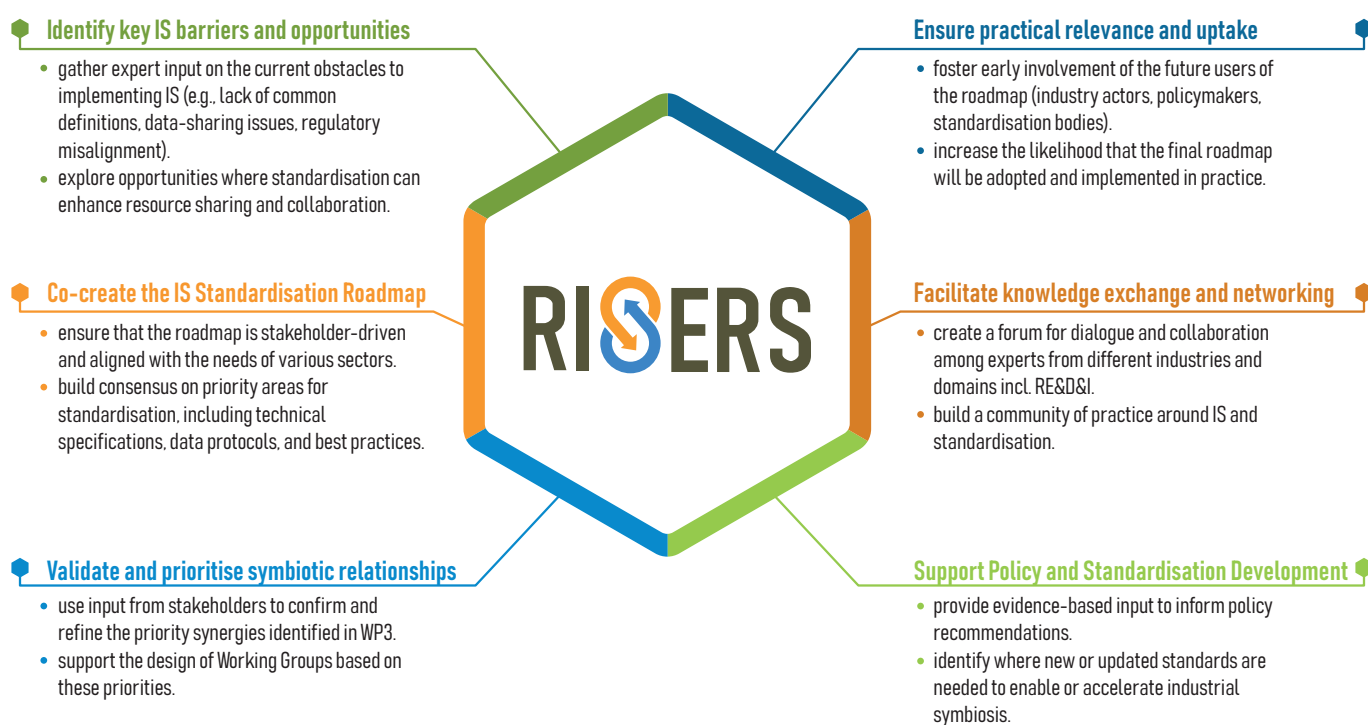 Identify key IS barriers and opportunities
• gather expert input on the current obstacles to
implementing IS (e.g., lack of common
definitions, data-sharing issues, regulatory
misalignment).
• explore opportunities where standardisation can
enhance resource sharing and collaboration.
Co-create the IS Standardisation Roadmap
• ensure that the roadmap is stakeholder-driven
and aligned with the needs of various sectors.
• build consensus on priority areas for
standardisation, including technical
specifications, data protocols, and best practices.
Validate and prioritise symbiotic relationships
• use input from stakeholders to confirm and
refine the priority synergies identified in WP3.
• support the design of Working Groups based on
these priorities.
RISERS
Ensure practical relevance and uptake
• foster early involvement of the future users of
the roadmap (industry actors, policymakers,
standardisation bodies).
• increase the likelihood that the final roadmap
will be adopted and implemented in practice.
Facilitate knowledge exchange and networking
• create a forum for dialogue and collaboration
among experts from different industries and
domains incl. RE&D&I.
• build a community of practice around IS and
standardisation.
Support Policy and Standardisation Development
• provide evidence-based input to inform policy
recommendations.
• identify where new or updated standards are
needed to enable or accelerate industrial
symbiosis.